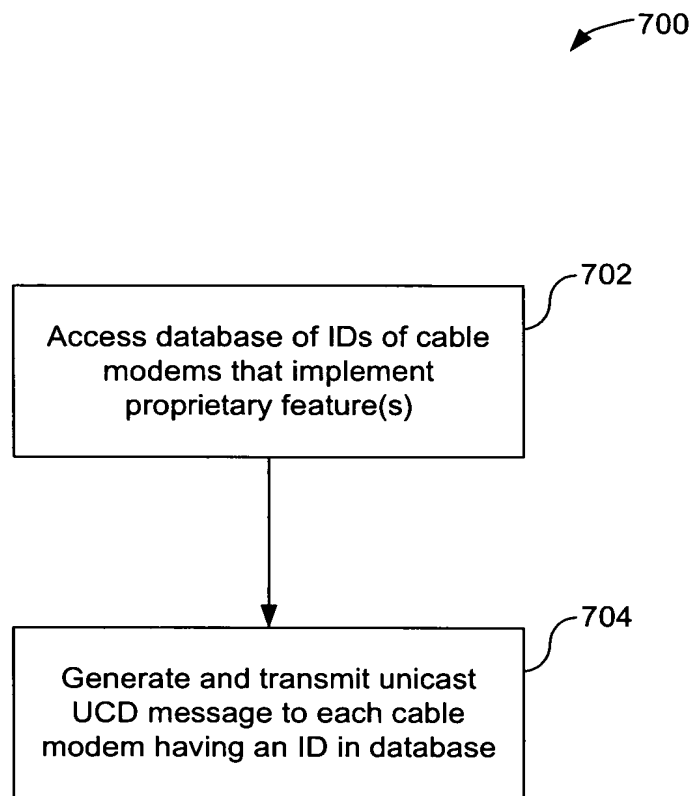 700
702
Access database of IDs of cable
modems that implement
proprietary feature(s)
704
Generate and transmit unicast
UCD message to each cable
modem having an ID in database